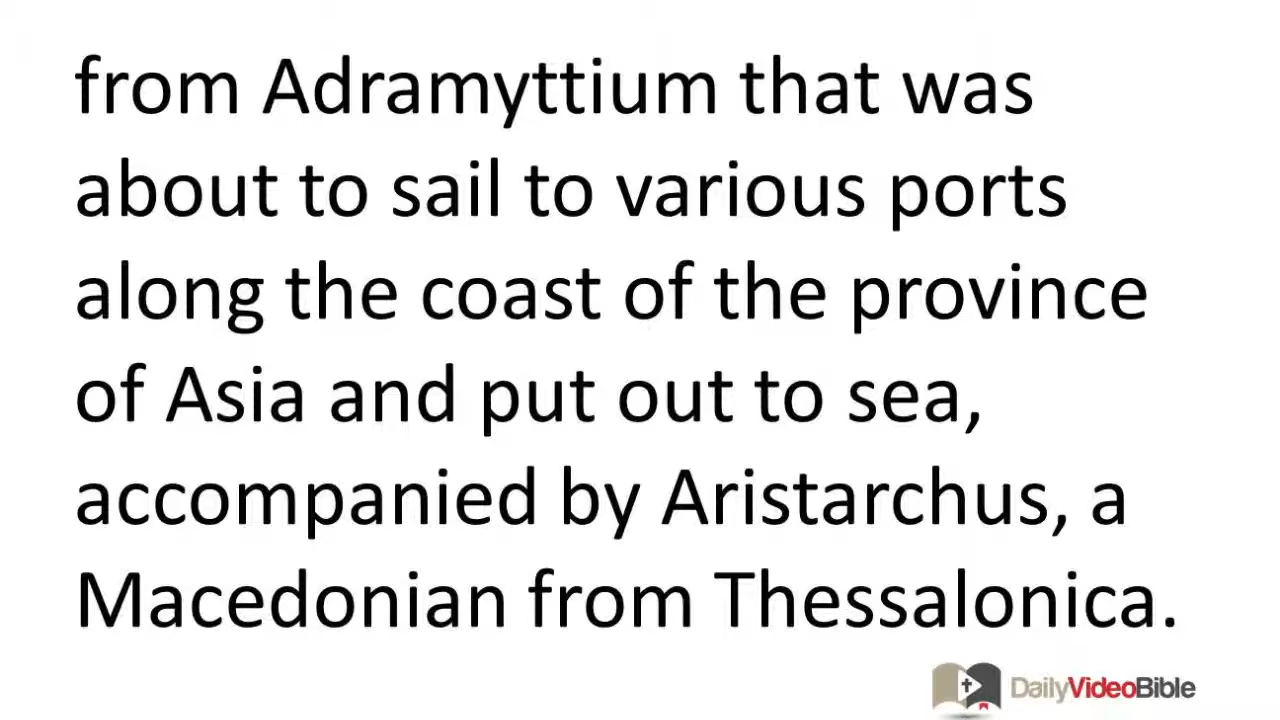 from Adramyttium that was
about to sail to various ports
along the coast of the province
of Asia and put out to sea,
accompanied by Aristarchus, a
Macedonian from Thessalonica.
DailyVideoBible